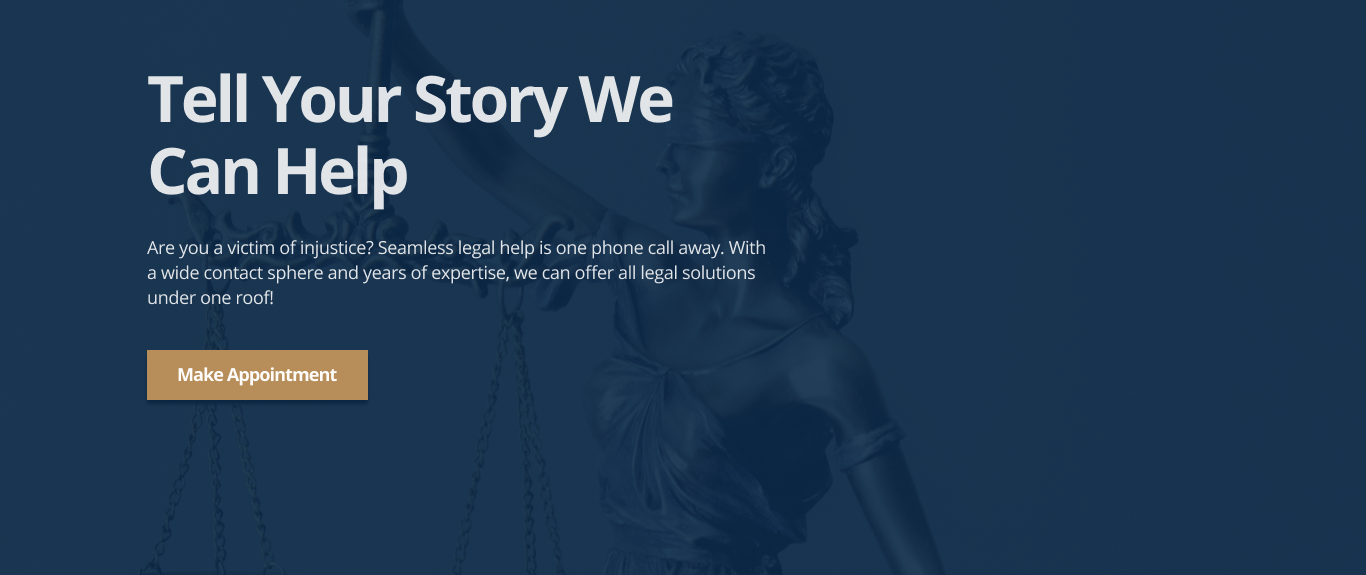 Tell Your Story We
Can Help
Are you a victim of injustice? Seamless legal help is one phone call away. With
a wide contact sphere and years of expertise, we can offer all legal solutions
under one roof!
Make Appointment